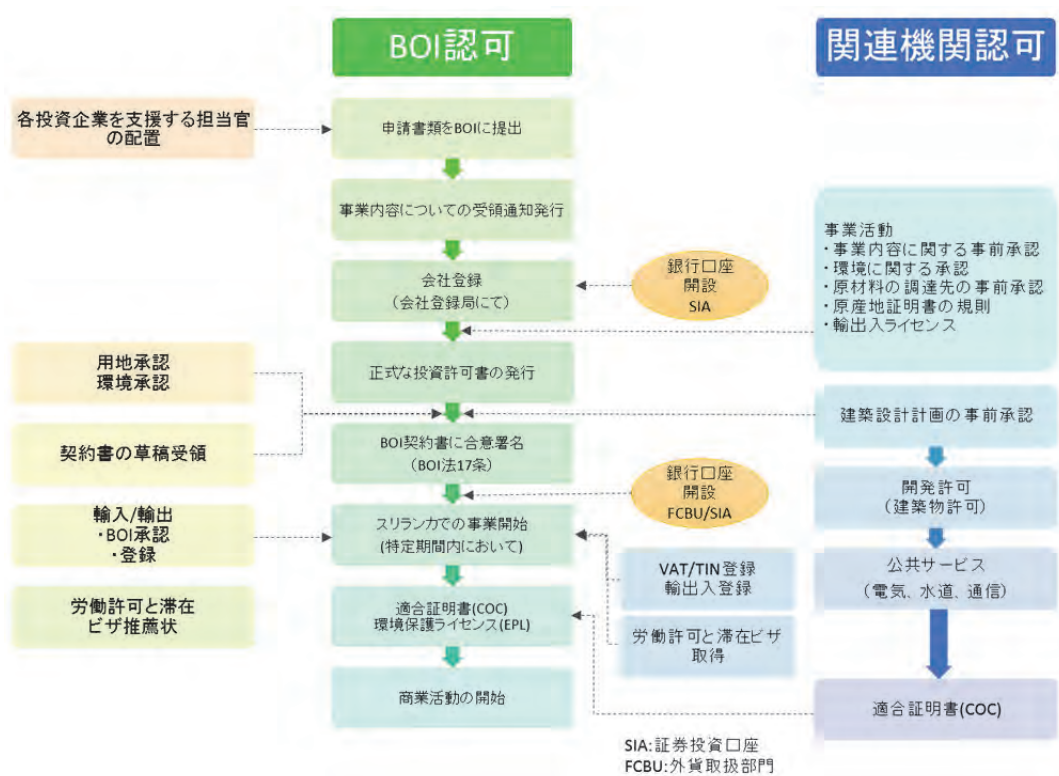 BOI認可
関連機関認可
各投資企業を支援する担当官
の配置
申請書類をBOIに提出
事業内容についての受領通知発行
会社登録
(会社登録局にて)
銀行口座
開設
SIA
事業活動
・事業内容に関する事前承認
・環境に関する承認
・原材料の調達先の事前承認
・原産地証明書の規則
・輸出入ライセンス
用地承認
環境承認
正式な投資許可書の発行
契約書の草稿受領
BOI契約書に合意署名
(BOI法17条)
建築設計計画の事前承認
銀行口座
開設
FCBU/SIA
開発許可
(建築物許可)
輸入/輸出
・BOI承認
・登録
スリランカでの事業開始
(特定期間内において)
VAT/TIN登録
輸出入登録
公共サービス
(電気、水道、通信)
労働許可と滞在
ビザ推薦状
適合証明書(COC)
環境保護ライセンス(EPL)
労働許可と滞在ビザ
取得
商業活動の開始
適合証明書(COC)
SIA:証券投資口座
FCBU:外貨取扱部門